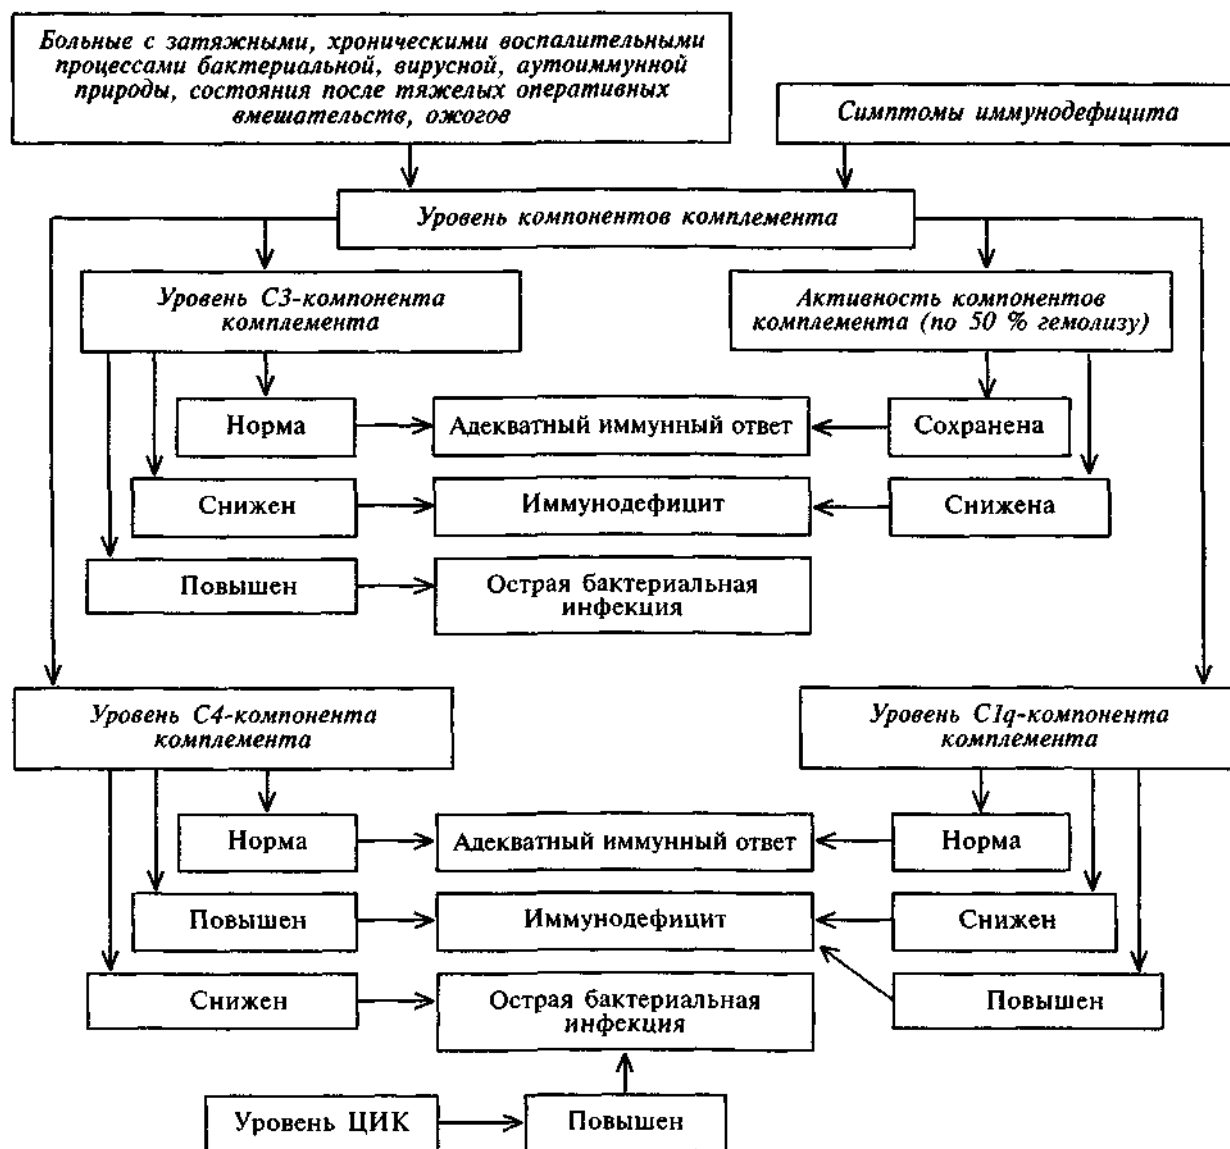 Больные с затяжными, хроническими воспалительными
процессами бактериальной, вирусной, аутоиммунной
природы, состояния после тяжелых оперативных
вмешательств, ожогов
Симптомы иммунодефицита
Уровень компонентов комплемента
Уровень С3-компонента
комплемента
Активность компонентов
комплемента (по 50 % гемолизу)
Норма
Адекватный иммунный ответ
Сохранена
Снижен
Иммунодефицит
Снижена
Повышен
Острая бактериальная
инфекция
Уровень С4-компонента
комплемента
Уровень C1q-компонента
комплемента
Норма
Адекватный иммунный ответ
Норма
Повышен
Иммунодефицит
Снижен
Снижен
Острая бактериальная
инфекция
Повышен
Уровень ЦИК
Повышен